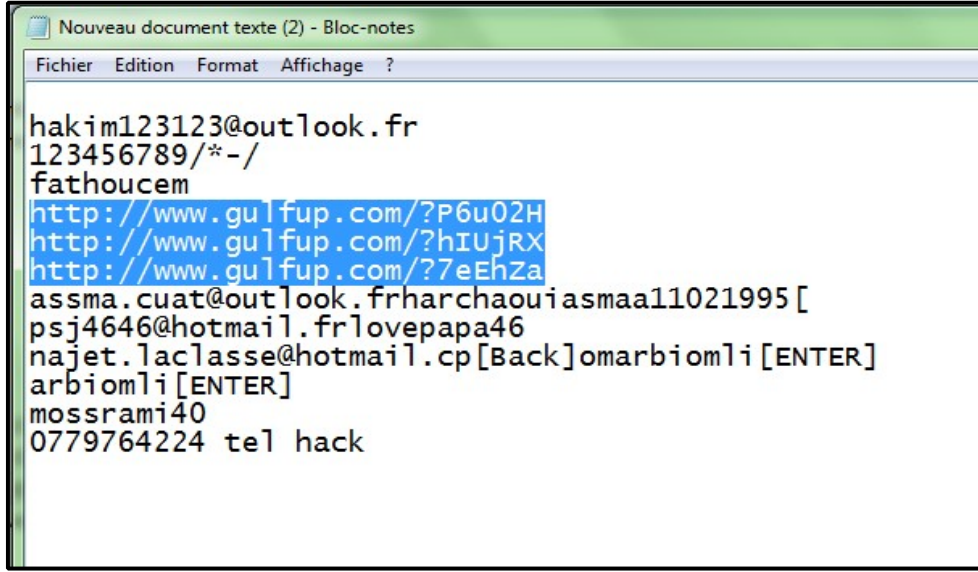 Nouveau document texte (2) - Bloc-notes
Fichier Edition Format Affichage ?
hakim123123@outlook.fr
123456789/*-/
fathoucem
http://www.gulfup.com/?P6u02H
http://www.gulfup.com/?hIUjRX
http://www.gulfup.com/?7eEhZa
assma.cuat@outlook.frharchaouiasmaa11021995[
psj4646@hotmail.frlovepapa46
najet.laclasse@hotmail.cp[Back]omarbiomli[ENTER]
arbiomli[ENTER]
mossrami40
0779764224 tel hack